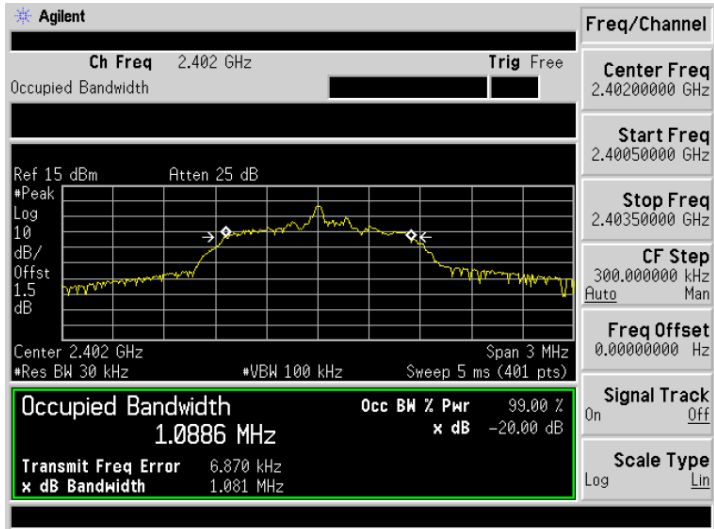 Agilent
Freq/Channel
Ch Freq 2.402 GHz Trig Free
Occupied Bandwidth
Center Freq
2.40200000 GHz
Start Freq
2.40050000 GHz
Stop Freq
2.40350000 GHz
CF Step
300.000000 kHz
Auto Man
Freq Offset
0.00000000 Hz
Signal Track
On Off
Scale Type
Log Lin
Ref 15 dBm Atten 25 dB
#Peak
Log
10
dB/
Offst
1.5
dB
Center 2.402 GHz Span 3 MHz
#Res BW 30 kHz #VBW 100 kHz Sweep 5 ms (401 pts)
Occupied Bandwidth Occ BW % Pwr 99.00 %
1.0886 MHz x dB -20.00 dB
Transmit Freq Error 6.870 kHz
x dB Bandwidth 1.081 MHz